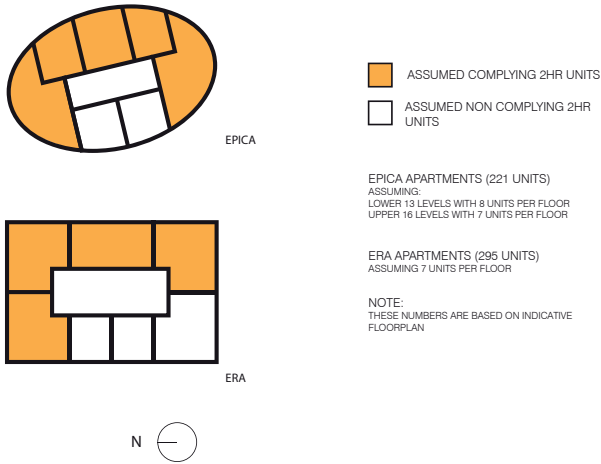 EPICA
ERA
N
ASSUMED COMPLYING 2HR UNITS
ASSUMED NON COMPLYING 2HR
UNITS
EPICA APARTMENTS (221 UNITS)
ASSUMING:
LOWER 13 LEVELS WITH 8 UNITS PER FLOOR
UPPER 16 LEVELS WITH 7 UNITS PER FLOOR
ERA APARTMENTS (295 UNITS)
ASSUMING 7 UNITS PER FLOOR
NOTE:
THESE NUMBERS ARE BASED ON INDICATIVE
FLOORPLAN